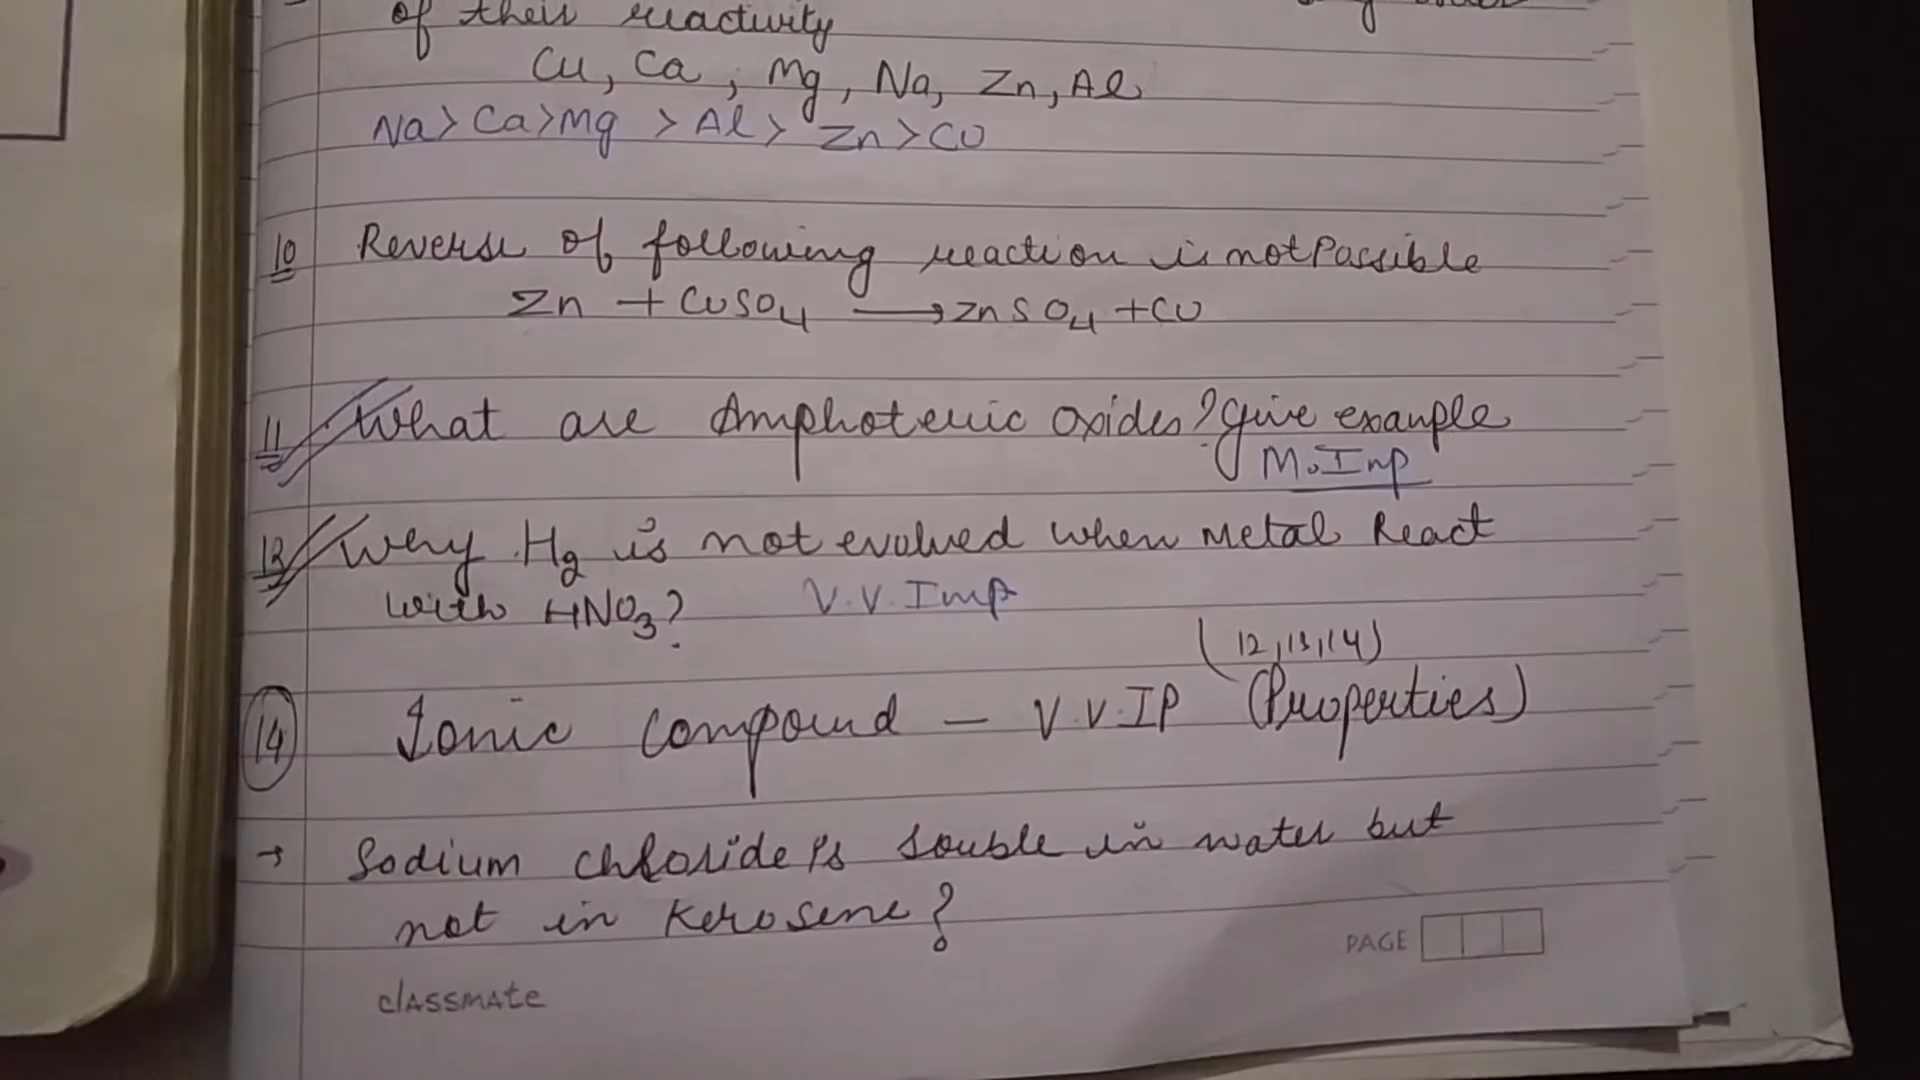 of their reactivity
Cu, Ca, Mg, Na, Zn, Al
Na > Ca > Mg > Al > Zn > Cu
10 Reverse of following reaction is not Passible
Zn + CuSO4 ⟶ ZnSO4 + Cu
11 What are Amphoteric oxides? Give example
M. Imp
Why H2 is not evolved when Metal React
with HNO3? V.V. Imp
(12,13,14)
14 Ionic compound — V.V.IP (Properties)
→ Sodium chloride is souble in water but
not in Kerosene?
PAGE
classmate